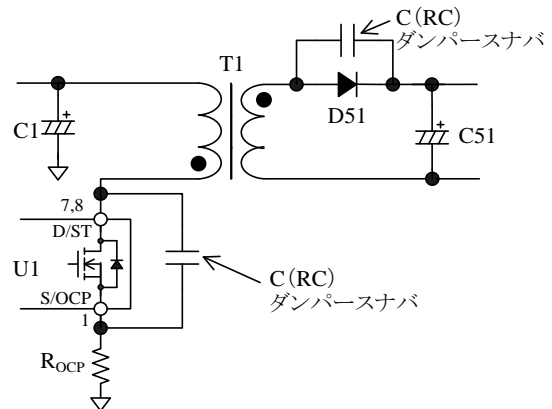 C（RC）
ダンパースナバ
T1
D51
C1
C51
7,8
D/ST
U1
S/OCP
1
C（RC）
ダンパースナバ
ROCP